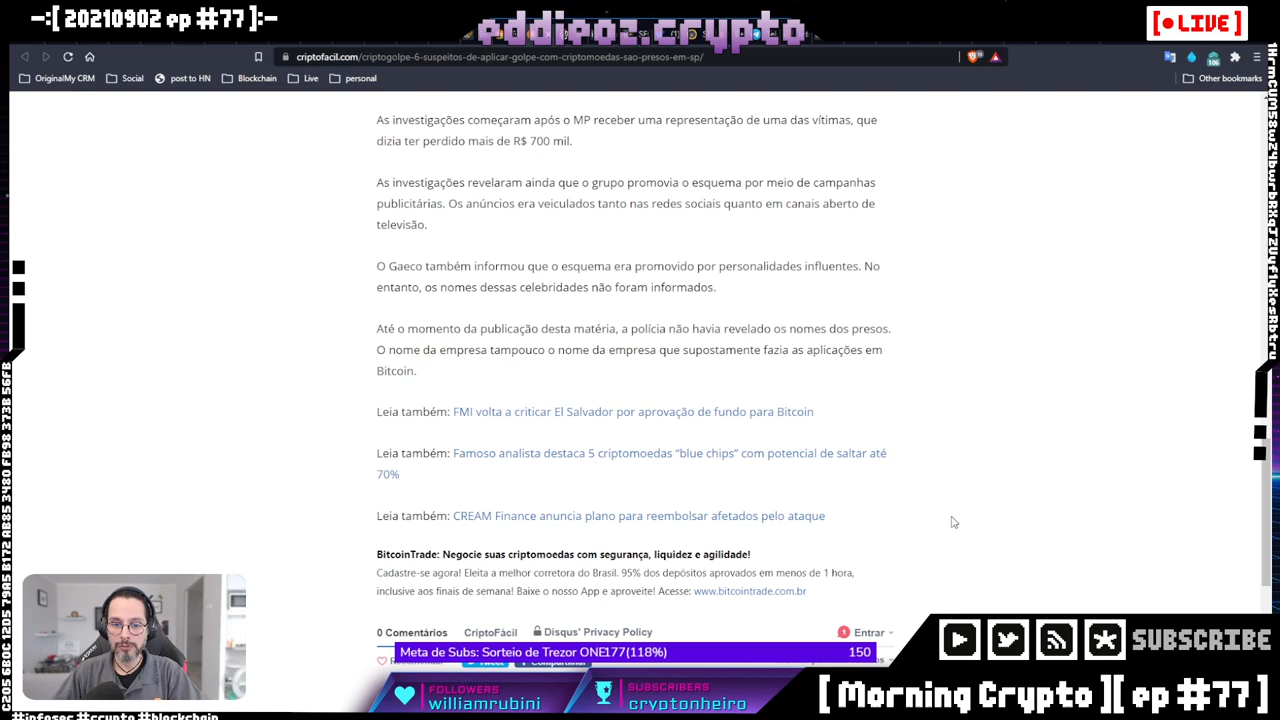 -:[ 20210902 ep #77 ]:-
eddieoz.crypto
[● LIVE ]
criptofacil.com/criptogolpe-6-suspeitos-de-aplicar-golpe-com-criptomoedas-sao-presos-em-sp/
OriginalMy CRM
Social
post to HN
Blockchain
Live
personal
Other bookmarks
As investigações começaram após o MP receber uma representação de uma das vítimas, que
dizia ter perdido mais de R$ 700 mil.
As investigações revelaram ainda que o grupo promovia o esquema por meio de campanhas
publicitárias. Os anúncios era veiculados tanto nas redes sociais quanto em canais aberto de
televisão.
O Gaeco também informou que o esquema era promovido por personalidades influentes. No
entanto, os nomes dessas celebridades não foram informados.
Até o momento da publicação desta matéria, a polícia não havia revelado os nomes dos presos.
O nome da empresa tampouco o nome da empresa que supostamente fazia as aplicações em
Bitcoin.
Leia também: FMI volta a criticar El Salvador por aprovação de fundo para Bitcoin
Leia também: Famoso analista destaca 5 criptomoedas “blue chips” com potencial de saltar até
70%
Leia também: CREAM Finance anuncia plano para reembolsar afetados pelo ataque
BitcoinTrade: Negocie suas criptomoedas com segurança, liquidez e agilidade!
Cadastre-se agora! Eleita a melhor corretora do Brasil. 95% dos depósitos aprovados em menos de 1 hora,
inclusive aos finais de semana! Baixe o nosso App e aproveite! Acesse: www.bitcointrade.com.br
0 Comentários
CriptoFácil
Disqus' Privacy Policy
1 Entrar
Meta de Subs: Sorteio de Trezor ONE177(118%) 150
FOLLOWERS
williamrubini
SUBSCRIBERS
cryptonheiro
SUBSCRIBE
[ Morning Crypto ][ ep #77 ]
#infosec #crypto #blockchain